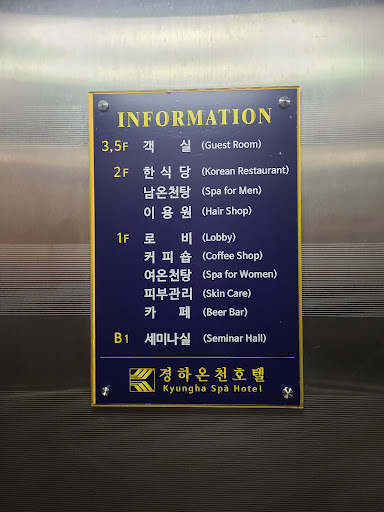 INFORMATION
3,5F 객 실 (Guest Room)
2F 한 식 당 (Korean Restaurant)
남온천탕 (Spa for Men)
이 용 원 (Hair Shop)
1F 로 비 (Lobby)
커 피 숍 (Coffee Shop)
여온천탕 (Spa for Women)
피부관리 (Skin Care)
카 페 (Beer Bar)
B1 세미나실 (Seminar Hall)
경하온천호텔
Kyungha Spa Hotel